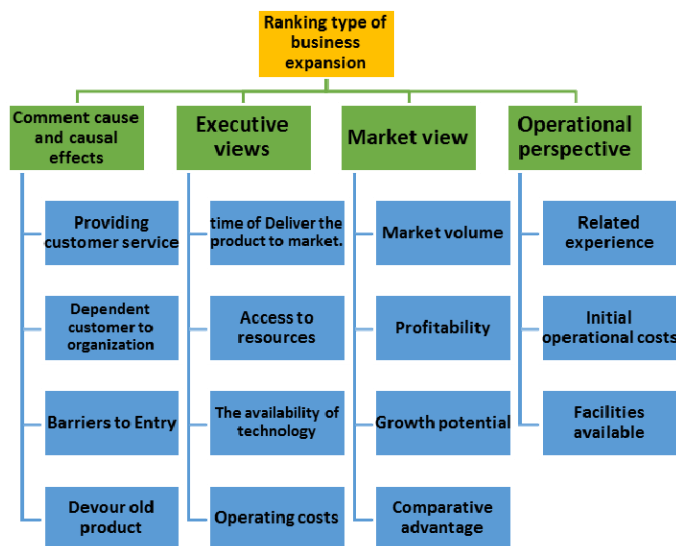 Ranking type of
business
expansion
Comment cause
and causal
effects
Executive
views
Market view
Operational
perspective
Providing
customer service
time of Deliver the
product to market.
Market volume
Related
experience
Dependent
customer to
organization
Access to
resources
Profitability
Initial
operational costs
Barriers to Entry
The availability of
technology
Growth potential
Facilities
available
Devour old
product
Operating costs
Comparative
advantage